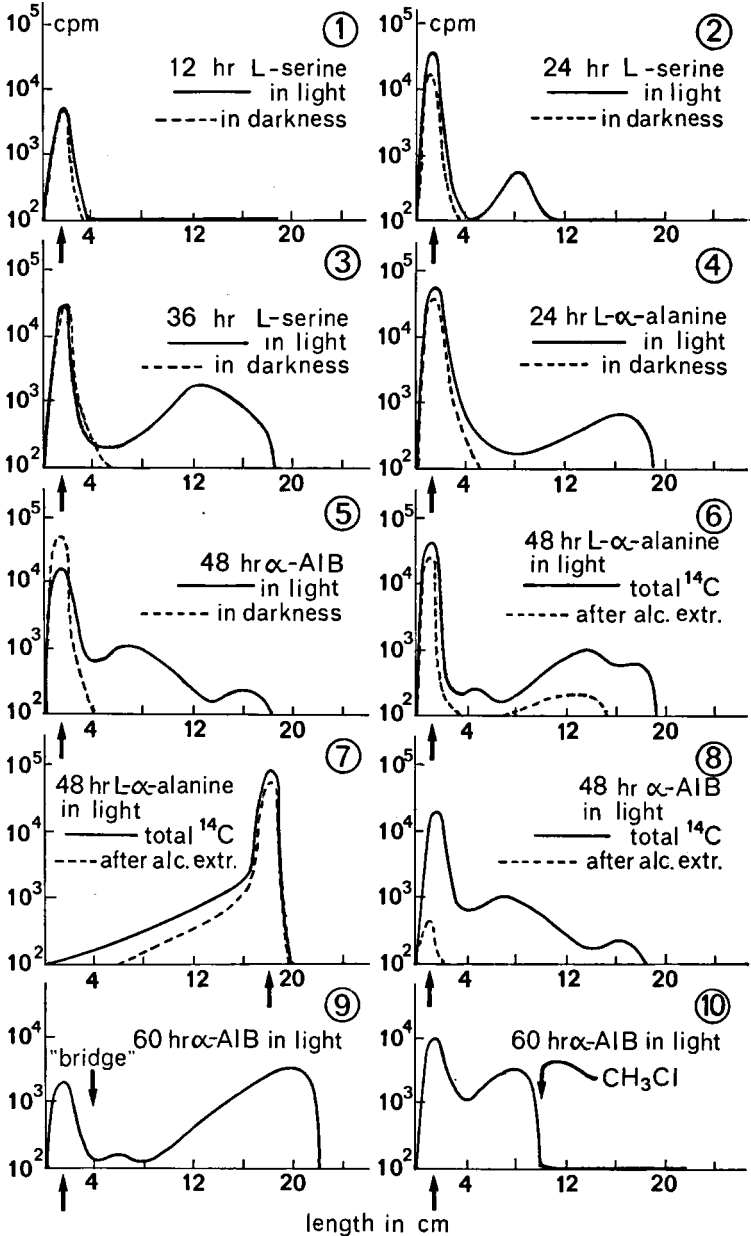 10⁵ cpm ①
12 hr L-serine
in light
in darkness
10⁴
10³
10²
4 12 20
cpm ②
10⁵
24 hr L-serine
in light
in darkness
10⁴
10³
10²
4 12 20
10⁵ ③
36 hr L-serine
in light
in darkness
10⁴
10³
10²
4 12 20
10⁵ ④
24 hr L-α-alanine
in light
in darkness
10⁴
10³
10²
4 12 20
10⁵ ⑤
48 hr α-AIB
in light
in darkness
10⁴
10³
10²
4 12 20
10⁵ ⑥
48 hr L-α-alanine
in light
total ¹⁴C
after alc. extr.
10⁴
10³
10²
4 12 20
10⁵ ⑦
48 hr L-α-alanine
in light
total ¹⁴C
after alc. extr.
10⁴
10³
10²
4 12 20
10⁵ ⑧
48 hr α-AIB
in light
total ¹⁴C
after alc. extr.
10⁴
10³
10²
4 12 20
⑨
10⁴ 60 hr α-AIB in light
"bridge"
10³
10²
4 12 20
⑩
10⁴ 60 hr α-AIB in light
CH₃Cl
10³
10²
4 12 20
length in cm